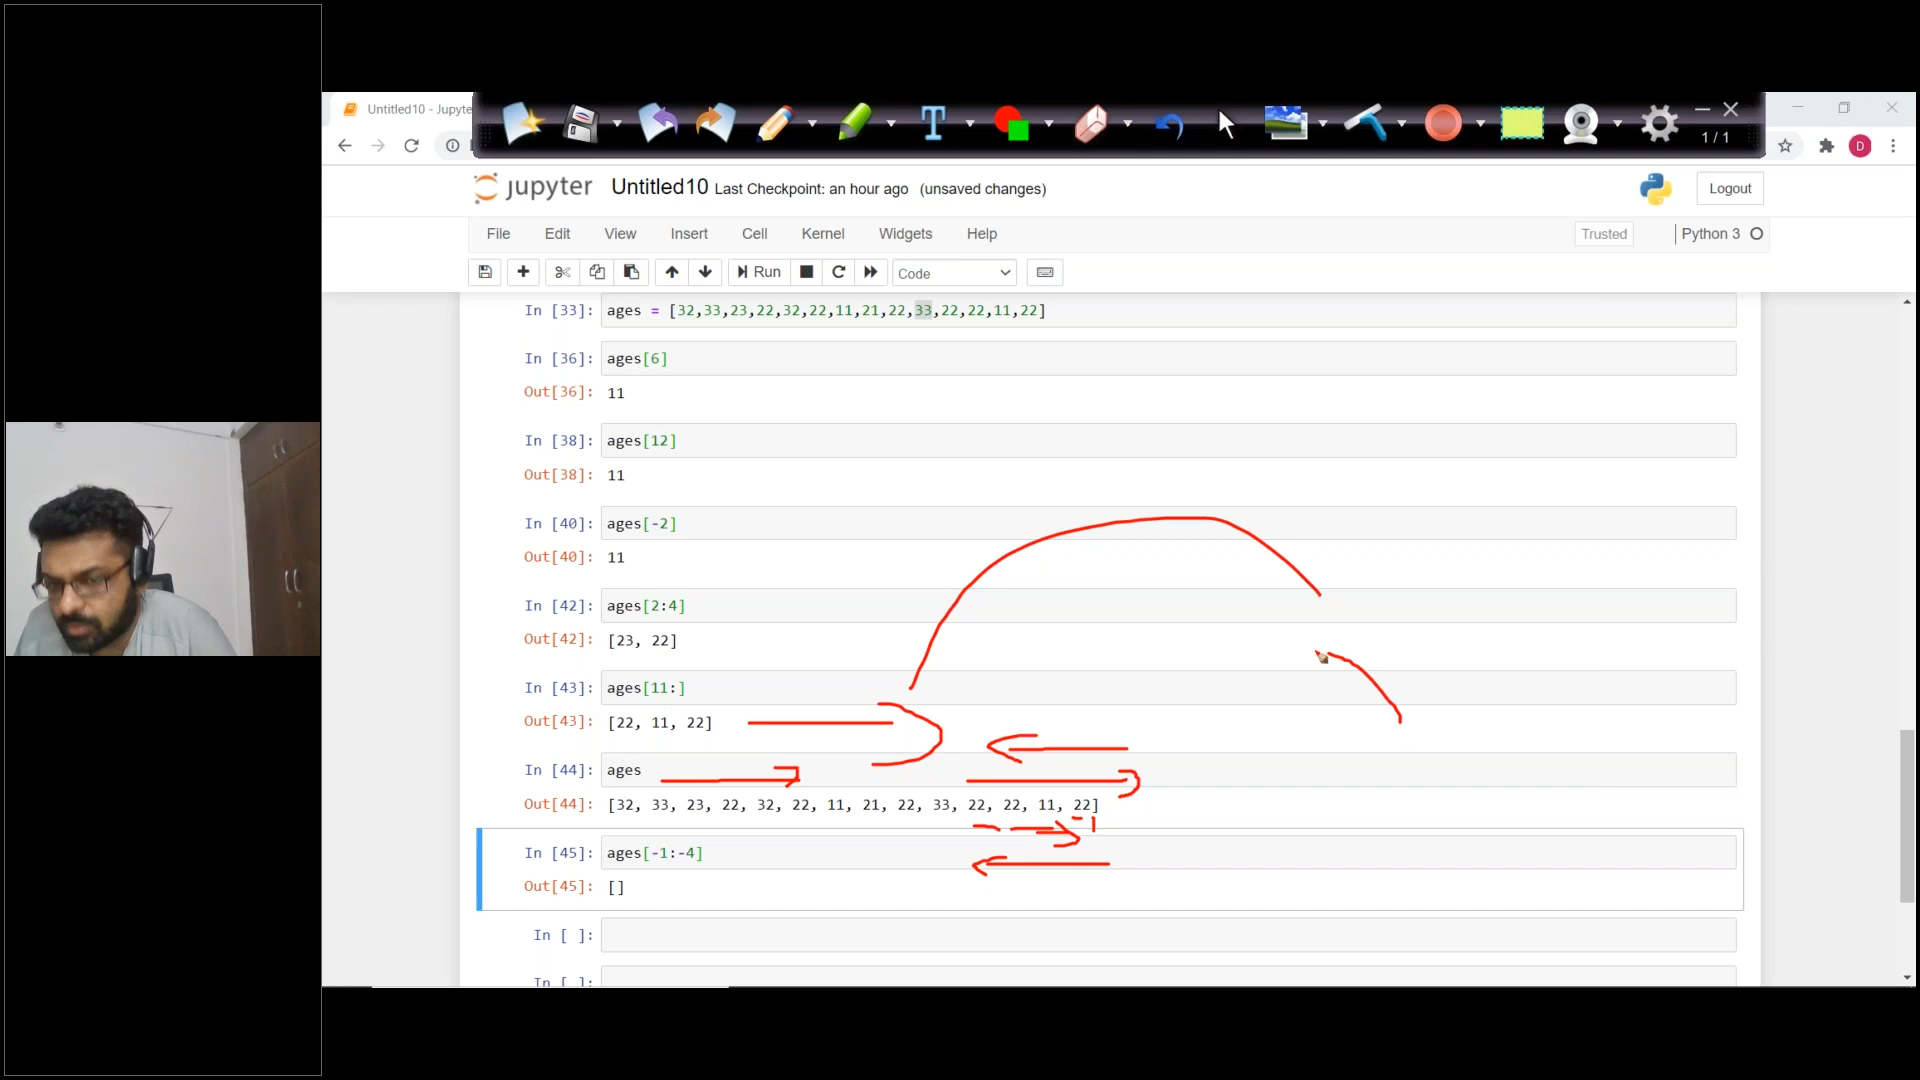 Untitled10 - Jupyte
1 / 1
D
jupyter Untitled10 Last Checkpoint: an hour ago (unsaved changes)
Logout
File Edit View Insert Cell Kernel Widgets Help
Trusted
Python 3
Run
Code
In [33]: ages = [32,33,23,22,32,22,11,21,22,33,22,22,11,22]
In [36]: ages[6]
Out[36]: 11
In [38]: ages[12]
Out[38]: 11
In [40]: ages[-2]
Out[40]: 11
In [42]: ages[2:4]
Out[42]: [23, 22]
In [43]: ages[11:]
Out[43]: [22, 11, 22]
In [44]: ages
Out[44]: [32, 33, 23, 22, 32, 22, 11, 21, 22, 33, 22, 22, 11, 22]
-1
In [45]: ages[-1:-4]
Out[45]: []
In [ ]:
In [ ]: